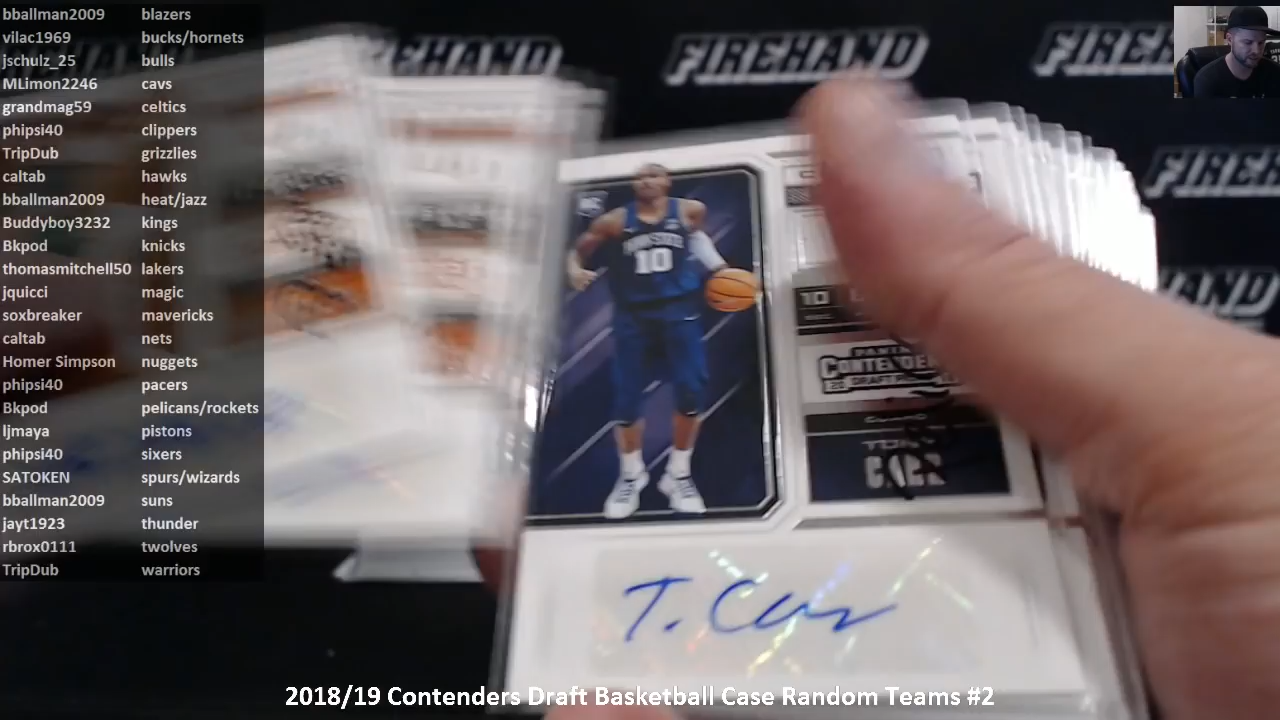 bballman2009 blazers
vilac1969 bucks/hornets
jschulz_25 bulls
MLimon2246 cavs
grandmag59 celtics
phipsi40 clippers
TripDub grizzlies
caltab hawks
bballman2009 heat/jazz
Buddyboy3232 kings
Bkpod knicks
thomasmitchell50 lakers
jquicci magic
soxbreaker mavericks
caltab nets
Homer Simpson nuggets
phipsi40 pacers
Bkpod pelicans/rockets
ljmaya pistons
phipsi40 sixers
SATOKEN spurs/wizards
bballman2009 suns
jayt1923 thunder
rbrox0111 twolves
TripDub warriors
FIREHAND
FIREHAND
FIREHAND
10
10
PANINI
CONTENDERS
T. Carr
2018/19 Contenders Draft Basketball Case Random Teams #2